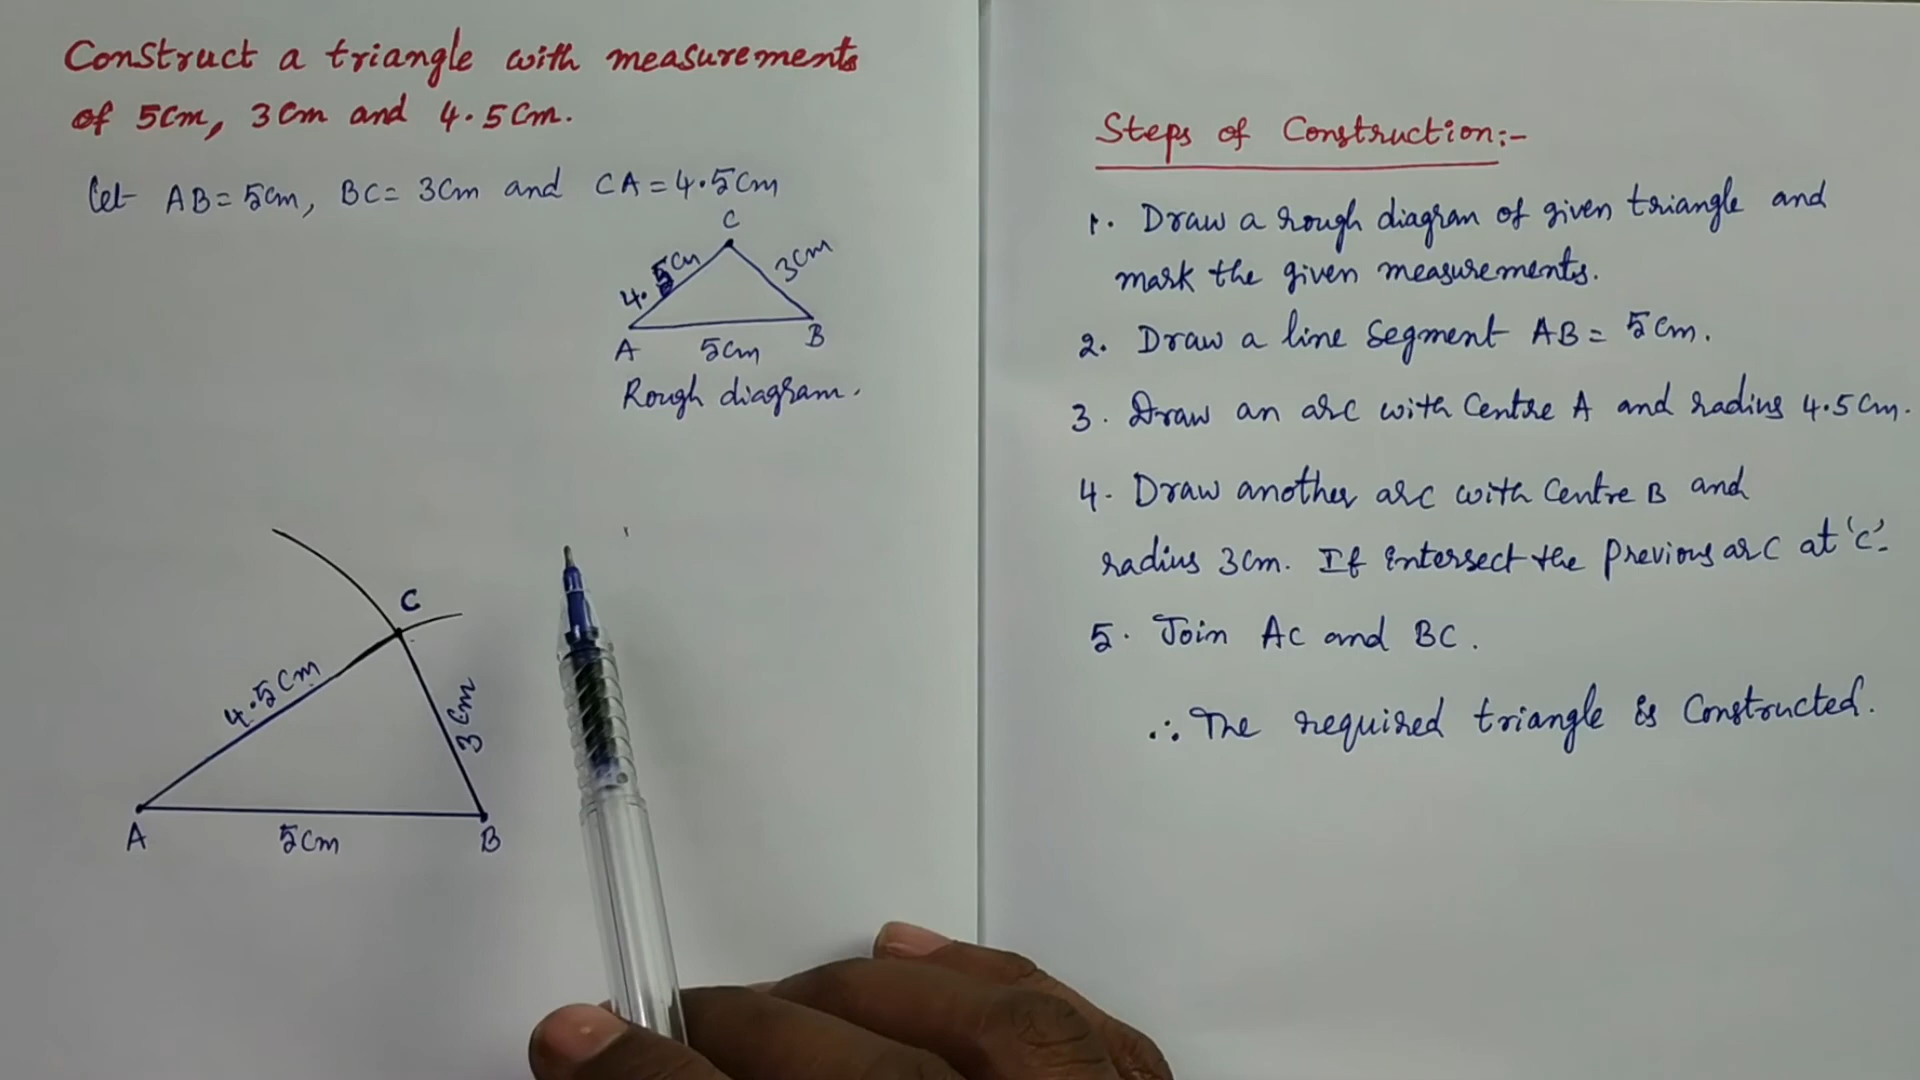 Construct a triangle with measurements
of 5cm, 3cm and 4.5cm.
Let AB = 5cm, BC = 3cm and CA = 4.5cm
C
4.5cm
3cm
A
5cm
B
Rough diagram.
C
4.5cm
3cm
A
5cm
B
Steps of Construction:-
1. Draw a rough diagram of given triangle and
mark the given measurements.
2. Draw a line segment AB = 5cm.
3. Draw an arc with Centre A and radius 4.5cm.
4. Draw another arc with Centre B and
radius 3cm. It intersect the previous arc at 'C'.
5. Join AC and BC.
∴ The required triangle is Constructed.